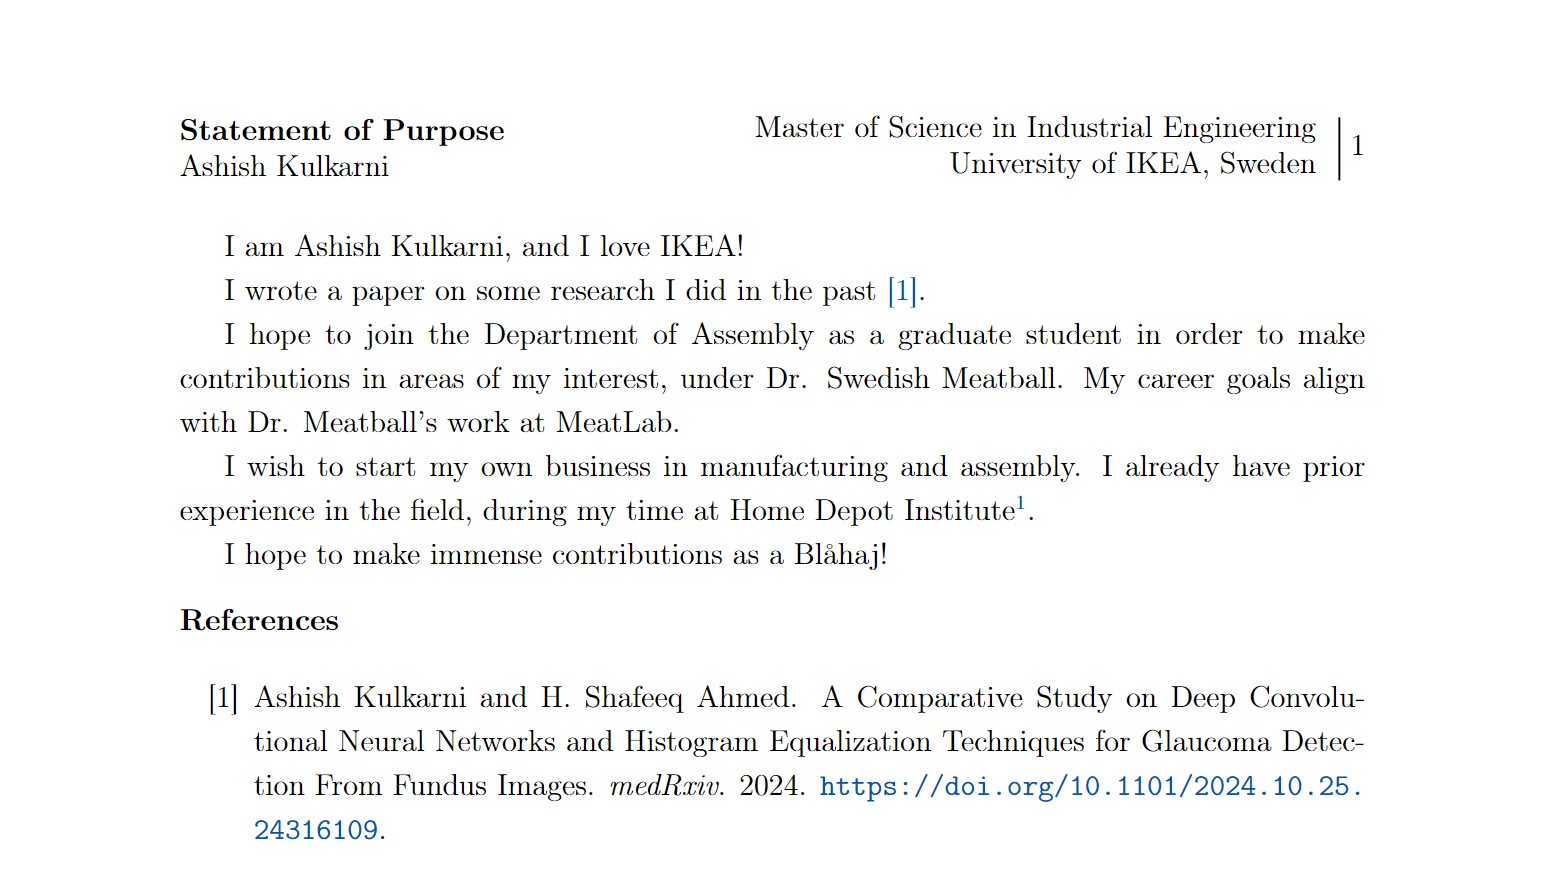 Statement of Purpose
Ashish Kulkarni
Master of Science in Industrial Engineering
University of IKEA, Sweden
1
I am Ashish Kulkarni, and I love IKEA!
I wrote a paper on some research I did in the past [1].
I hope to join the Department of Assembly as a graduate student in order to make
contributions in areas of my interest, under Dr. Swedish Meatball. My career goals align
with Dr. Meatball’s work at MeatLab.
I wish to start my own business in manufacturing and assembly. I already have prior
experience in the field, during my time at Home Depot Institute¹.
I hope to make immense contributions as a Blåhaj!
References
[1] Ashish Kulkarni and H. Shafeeq Ahmed. A Comparative Study on Deep Convolu-
tional Neural Networks and Histogram Equalization Techniques for Glaucoma Detec-
tion From Fundus Images. medRxiv. 2024. https://doi.org/10.1101/2024.10.25.
24316109.